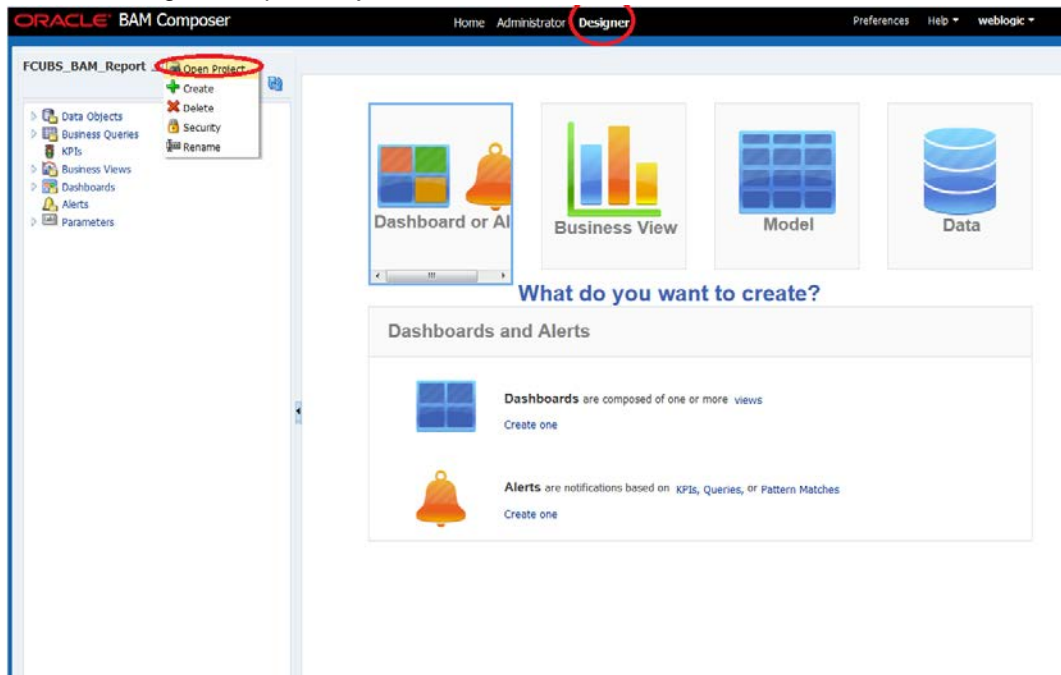 ORACLE BAM Composer
Home Administrator Designer
Preferences Help weblogic
FCUBS_BAM_Report
Open Project
Create
Delete
Security
Rename
Data Objects
Business Queries
KPIs
Business Views
Dashboards
Alerts
Parameters
Dashboard or Al
Business View
Model
Data
What do you want to create?
Dashboards and Alerts
Dashboards are composed of one or more views
Create one
Alerts are notifications based on KPIs, Queries, or Pattern Matches
Create one